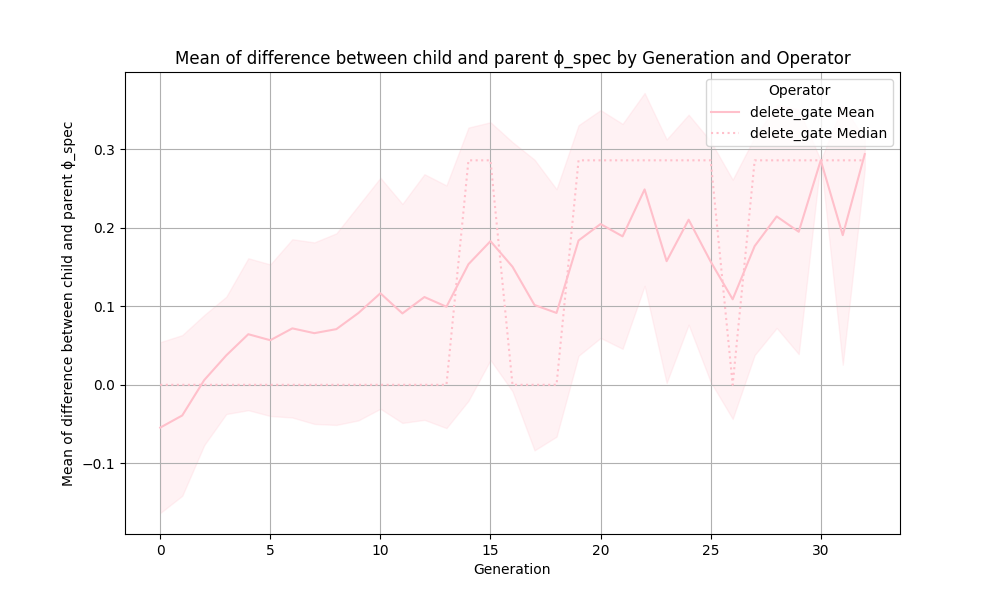 Mean of difference between child and parent ϕ_spec by Generation and Operator
Mean of difference between child and parent ϕ_spec
0.3
0.2
0.1
0.0
−0.1
Operator
delete_gate Mean
delete_gate Median
0 5 10 15 20 25 30
Generation